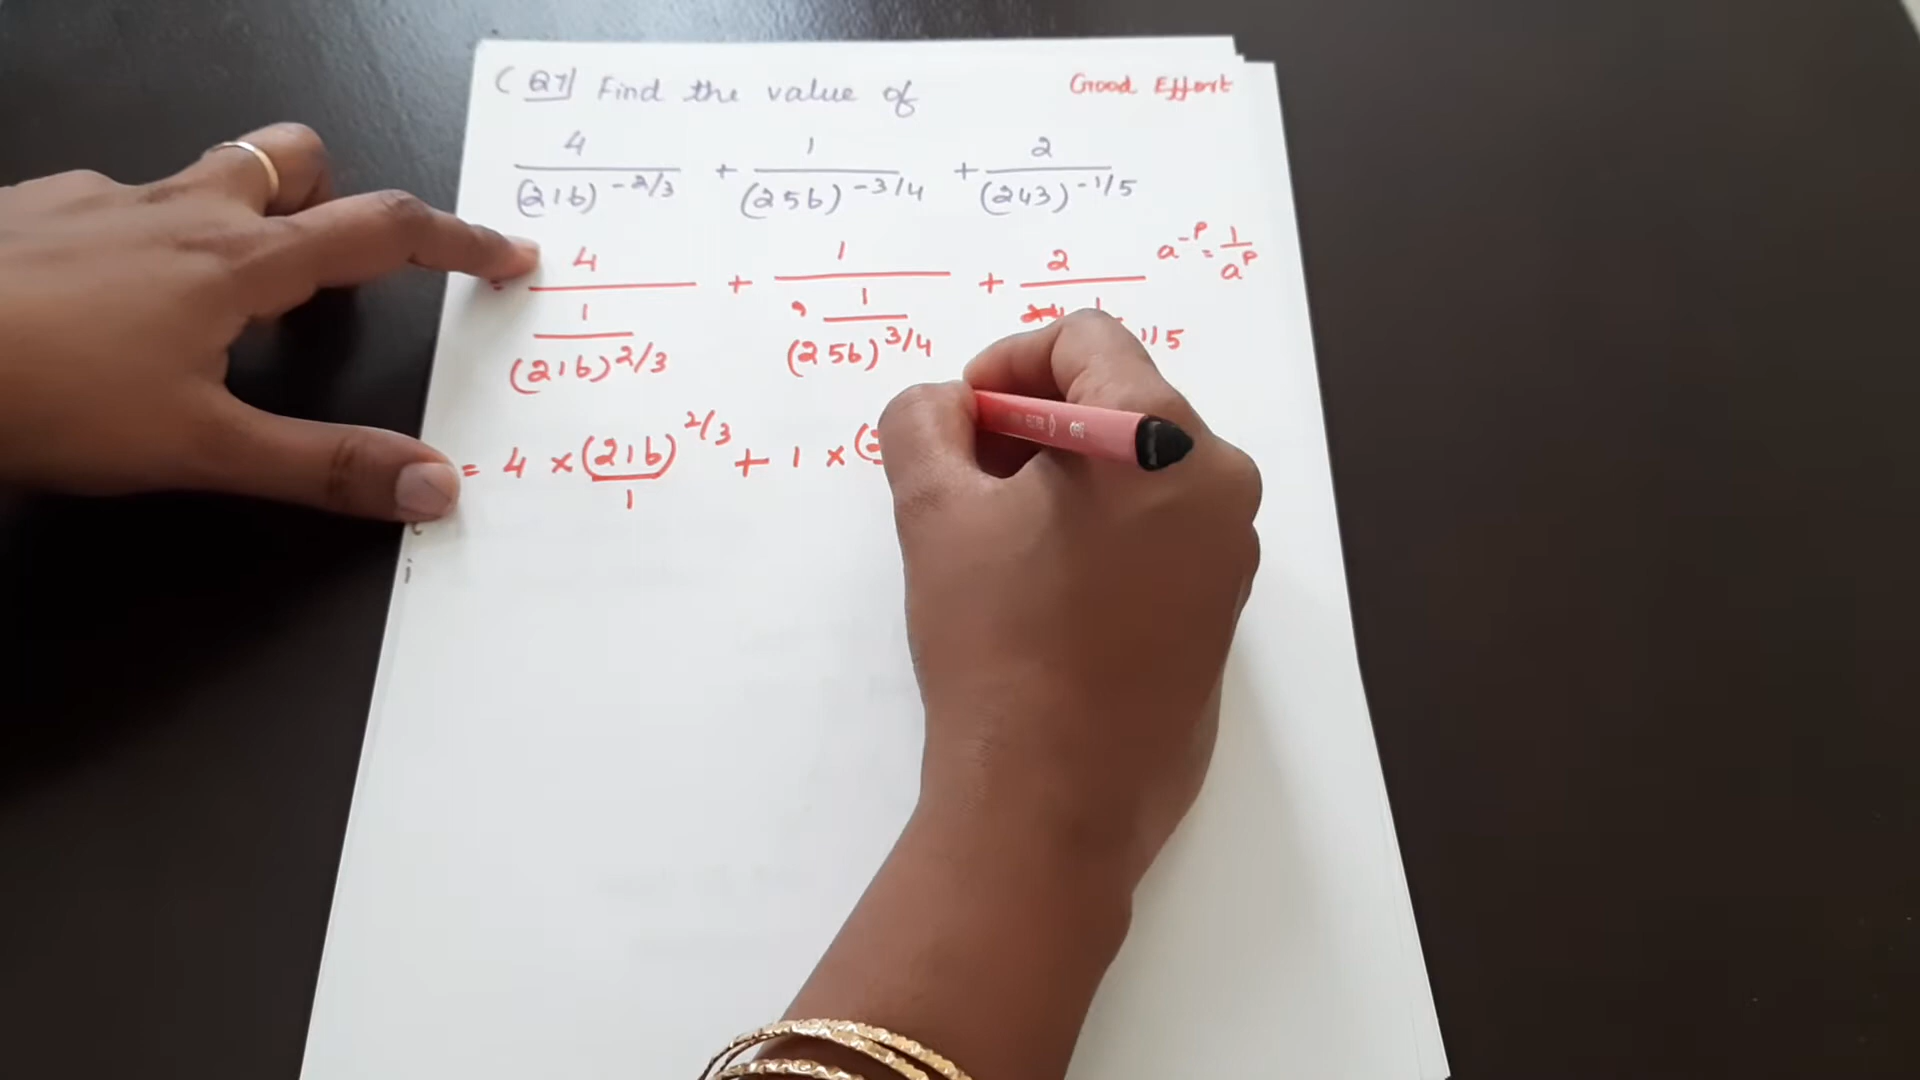 (Q7) Find the value of Good Effort
4/(216)^-2/3 + 1/(256)^-3/4 + 2/(243)^-1/5
= 4/(1/(216)^2/3) + 1/(1/(256)^3/4) + 2/ 1/ 1/5 a^-p = 1/a^p
= 4 × (216)^2/3/1 + 1 × (2